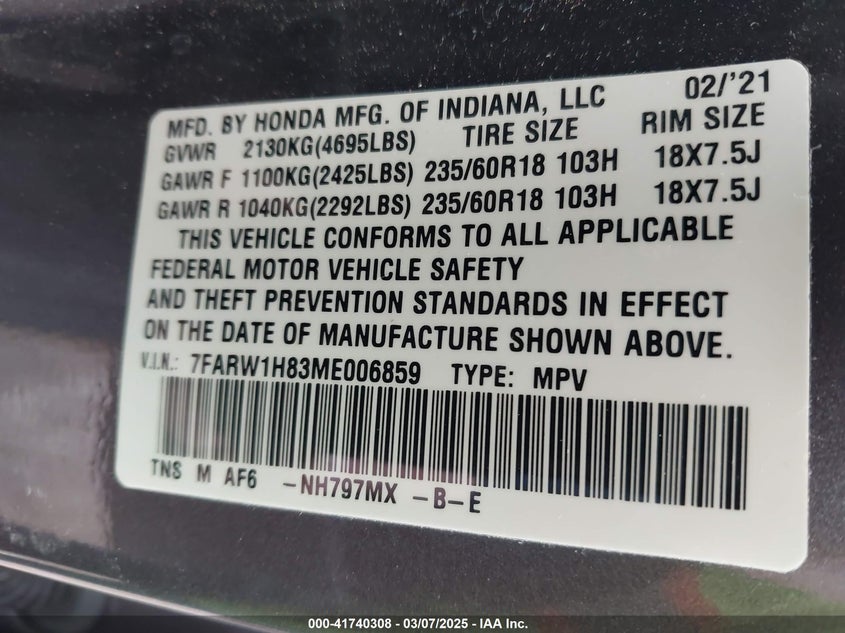 02/'21
MFD. BY HONDA MFG. OF INDIANA, LLC
GVWR 2130KG(4695LBS) TIRE SIZE RIM SIZE
GAWR F 1100KG(2425LBS) 235/60R18 103H 18X7.5J
GAWR R 1040KG(2292LBS) 235/60R18 103H 18X7.5J
THIS VEHICLE CONFORMS TO ALL APPLICABLE
FEDERAL MOTOR VEHICLE SAFETY
AND THEFT PREVENTION STANDARDS IN EFFECT
ON THE DATE OF MANUFACTURE SHOWN ABOVE.
V.I.N.: 7FARW1H83ME006859 TYPE: MPV
TNS M AF6 -NH797MX -B-E
000-41740308 - 03/07/2025 - IAA Inc.